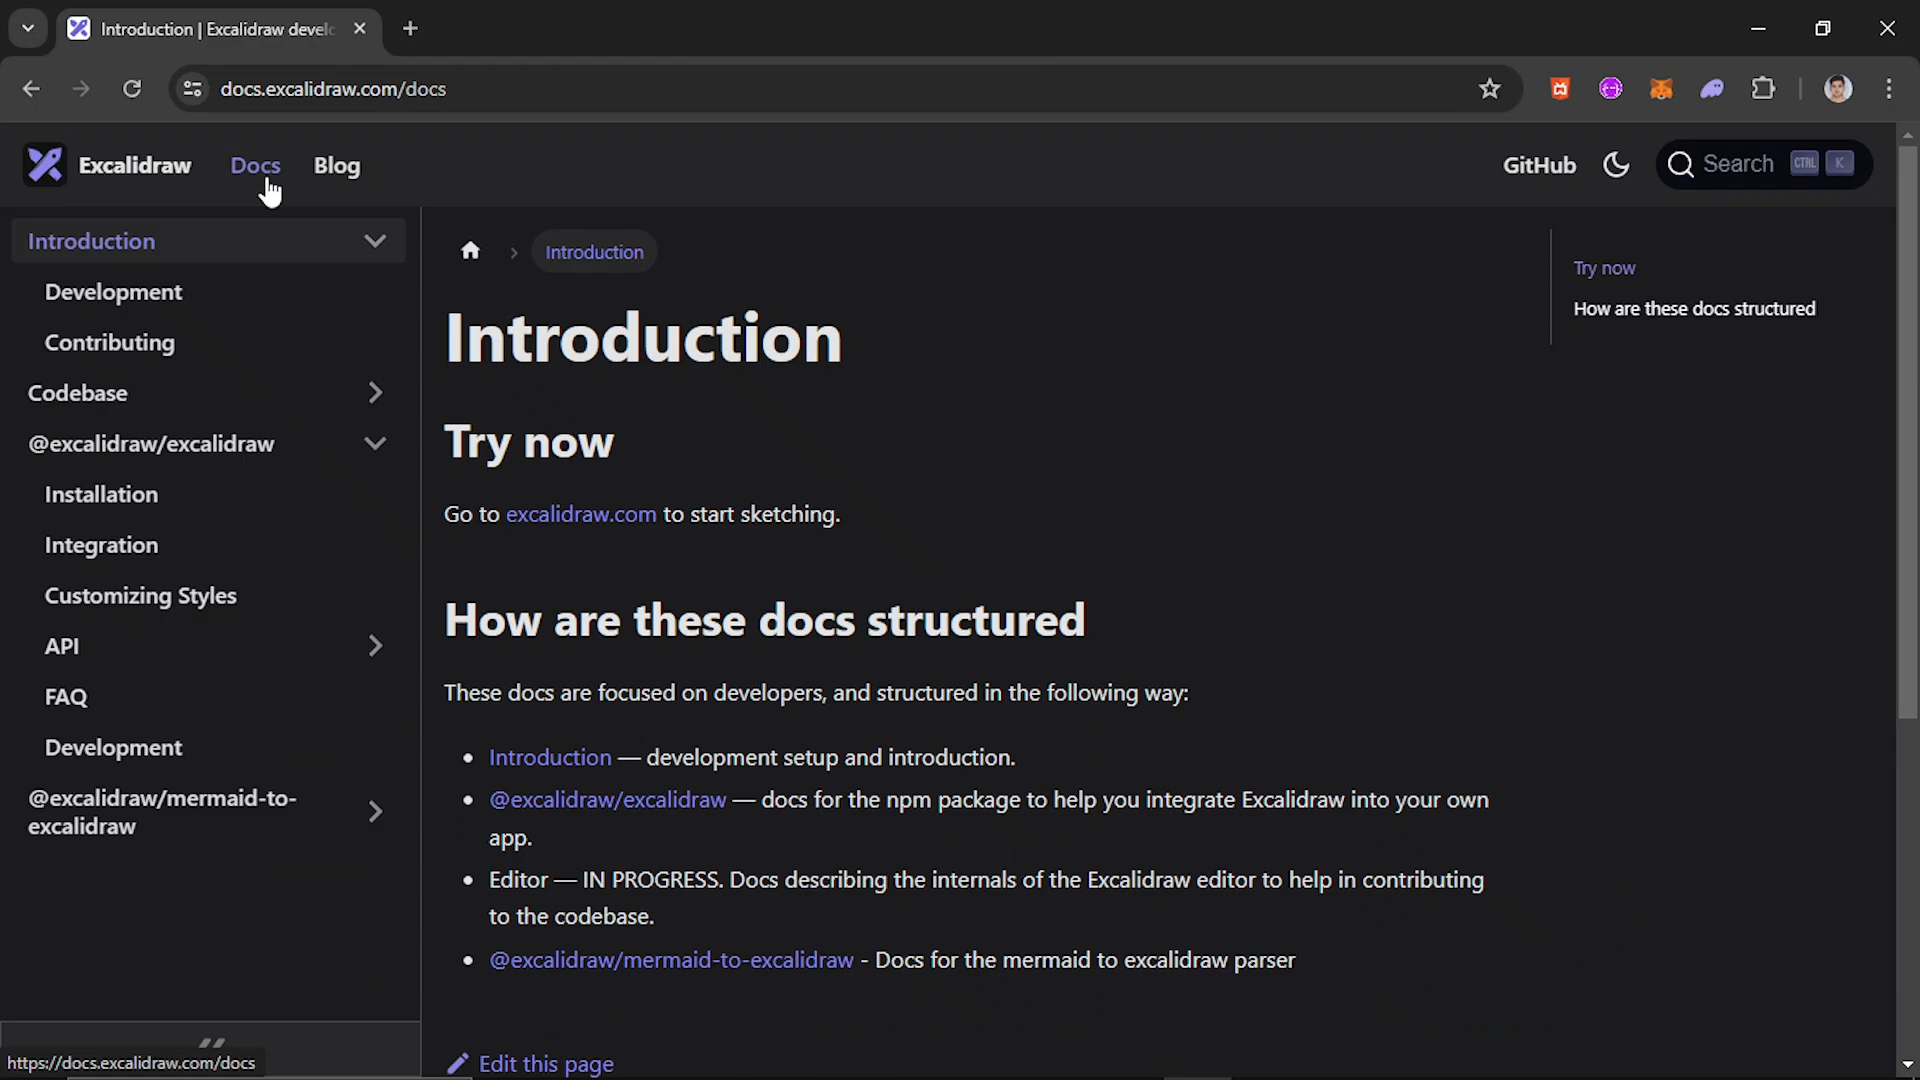 Introduction | Excalidraw devel
docs.excalidraw.com/docs
Excalidraw
Docs
Blog
GitHub
Search
CTRL
K
Introduction
Development
Contributing
Codebase
@excalidraw/excalidraw
Installation
Integration
Customizing Styles
API
FAQ
Development
@excalidraw/mermaid-to-
excalidraw
Introduction
Introduction
Try now
Go to excalidraw.com to start sketching.
How are these docs structured
These docs are focused on developers, and structured in the following way:
• Introduction — development setup and introduction.
• @excalidraw/excalidraw — docs for the npm package to help you integrate Excalidraw into your own
app.
• Editor — IN PROGRESS. Docs describing the internals of the Excalidraw editor to help in contributing
to the codebase.
• @excalidraw/mermaid-to-excalidraw - Docs for the mermaid to excalidraw parser
Edit this page
Try now
How are these docs structured
https://docs.excalidraw.com/docs